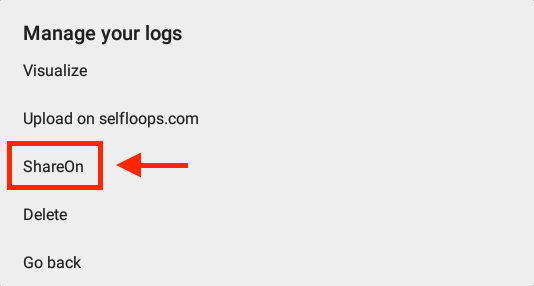 Manage your logs
Visualize
Upload on selfloops.com
ShareOn
Delete
Go back